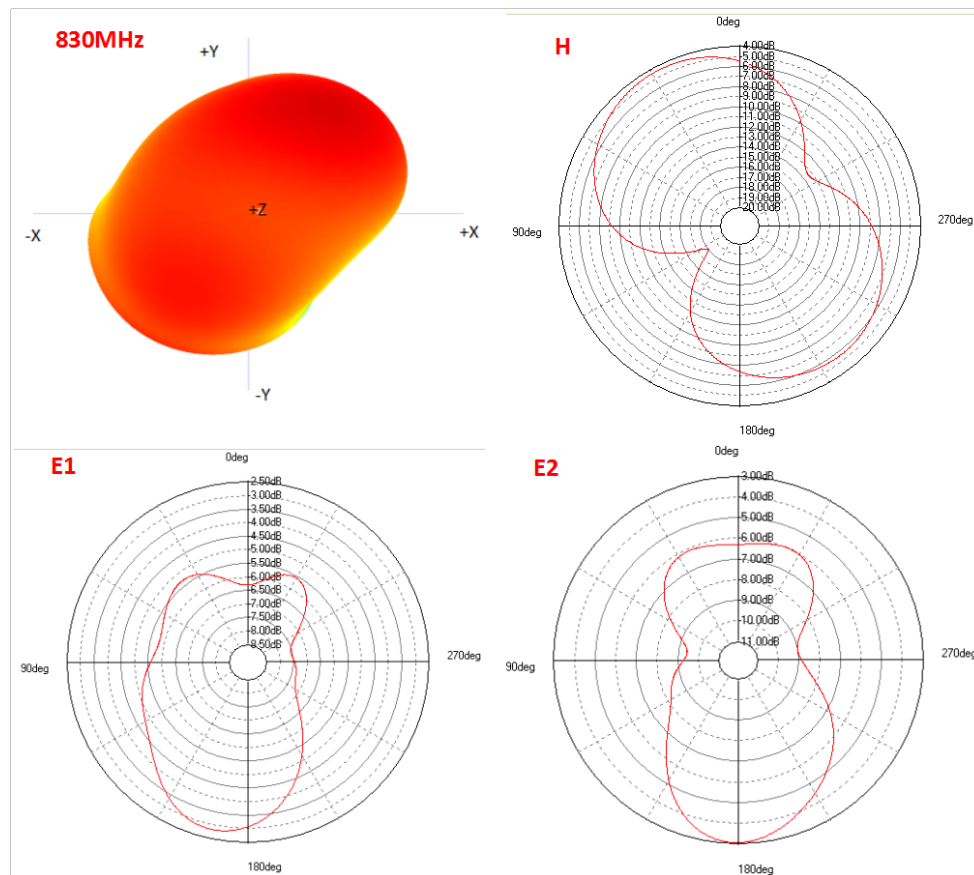 830MHz
+Y
+Z
-X
+X
-Y
H
0deg
4.00dB
5.00dB
6.00dB
7.00dB
8.00dB
9.00dB
10.00dB
11.00dB
12.00dB
13.00dB
14.00dB
15.00dB
16.00dB
17.00dB
18.00dB
19.00dB
20.00dB
90deg
270deg
180deg
E1
0deg
2.50dB
3.00dB
3.50dB
4.00dB
4.50dB
5.00dB
5.50dB
6.00dB
6.50dB
7.00dB
7.50dB
8.00dB
8.50dB
90deg
270deg
180deg
E2
0deg
3.00dB
4.00dB
5.00dB
6.00dB
7.00dB
8.00dB
9.00dB
10.00dB
11.00dB
90deg
270deg
180deg